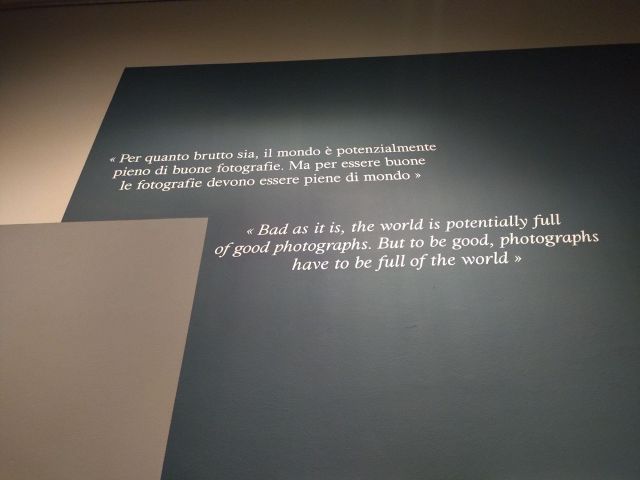 « Per quanto brutto sia, il mondo è potenzialmente
pieno di buone fotografie. Ma per essere buone
le fotografie devono essere piene di mondo »
« Bad as it is, the world is potentially full
of good photographs. But to be good, photographs
have to be full of the world »